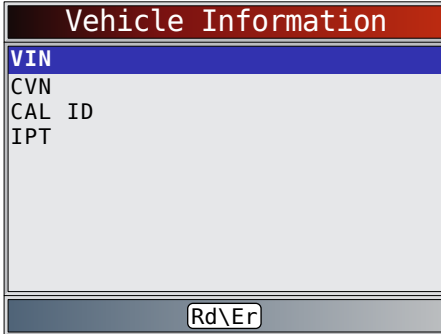 Vehicle Information
VIN
CVN
CAL ID
IPT
Rd\Er